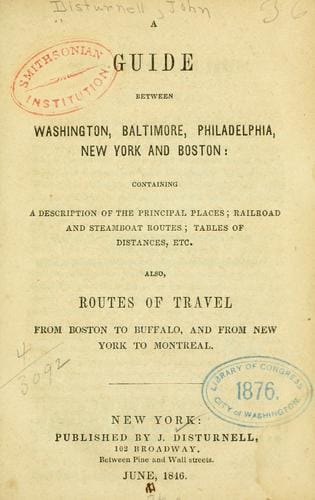 Disturnell, John
A
GUIDE
BETWEEN
WASHINGTON, BALTIMORE, PHILADELPHIA,
NEW YORK AND BOSTON:
CONTAINING
A DESCRIPTION OF THE PRINCIPAL PLACES; RAILROAD
AND STEAMBOAT ROUTES; TABLES OF
DISTANCES, ETC.
ALSO,
ROUTES OF TRAVEL
FROM BOSTON TO BUFFALO, AND FROM NEW
YORK TO MONTREAL.
NEW YORK:
PUBLISHED BY J. DISTURNELL,
102 BROADWAY.
Between Pine and Wall streets.
JUNE, 1846.
SMITHSONIAN
INSTITUTION
4
3092
LIBRARY OF CONGRESS
1876.
CITY OF WASHINGTON.